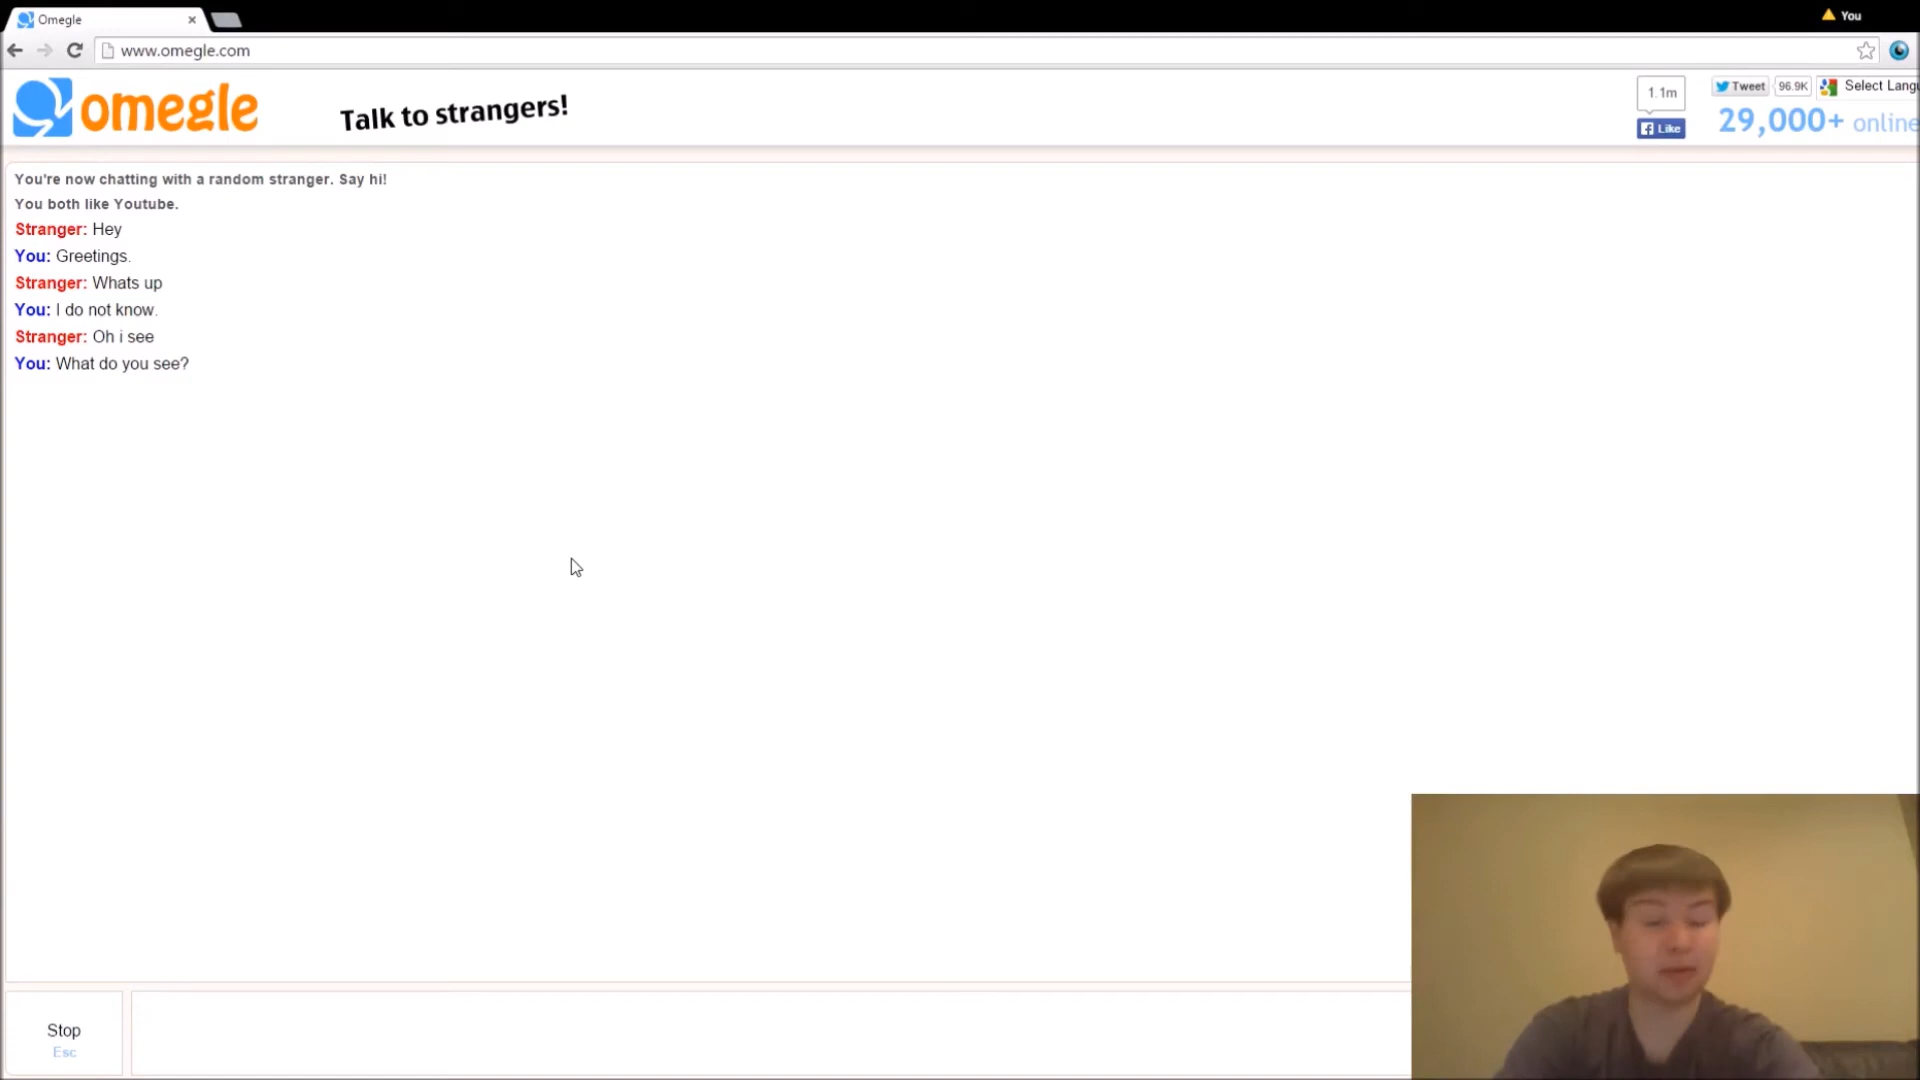 Omegle
You
www.omegle.com
omegle
Talk to strangers!
1.1m
Like
Tweet
96.9K
Select Langu
29,000+ online
You're now chatting with a random stranger. Say hi!
You both like Youtube.
Stranger: Hey
You: Greetings.
Stranger: Whats up
You: I do not know.
Stranger: Oh i see
You: What do you see?
Stop
Esc